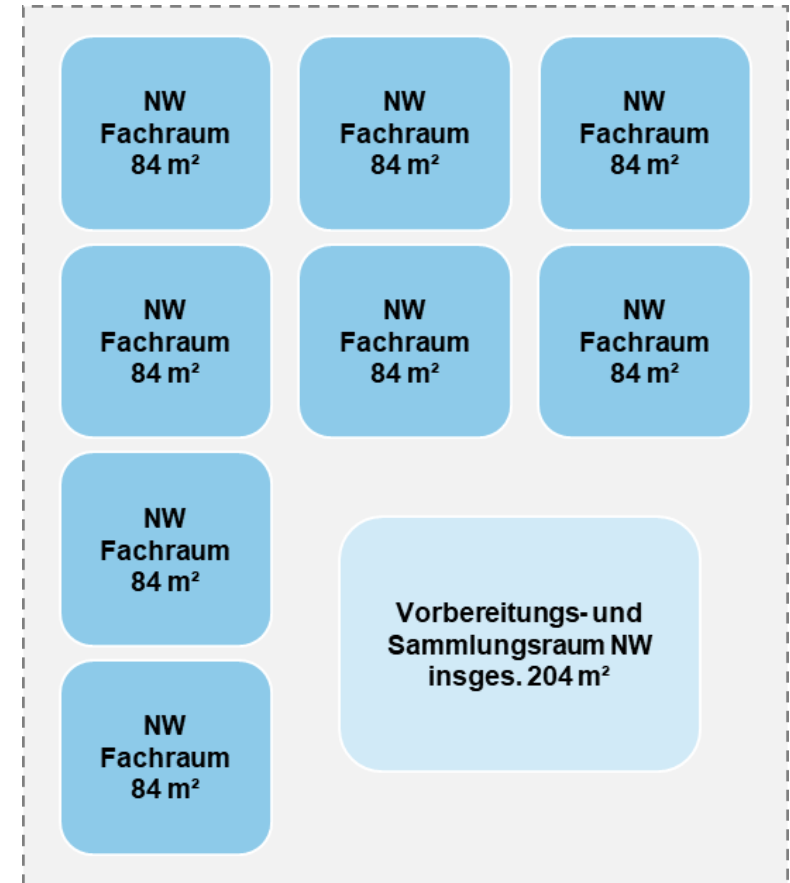 NW
Fachraum
84 m²
NW
Fachraum
84 m²
NW
Fachraum
84 m²
NW
Fachraum
84 m²
NW
Fachraum
84 m²
NW
Fachraum
84 m²
NW
Fachraum
84 m²
Vorbereitungs- und
Sammlungsraum NW
insges. 204 m²
NW
Fachraum
84 m²